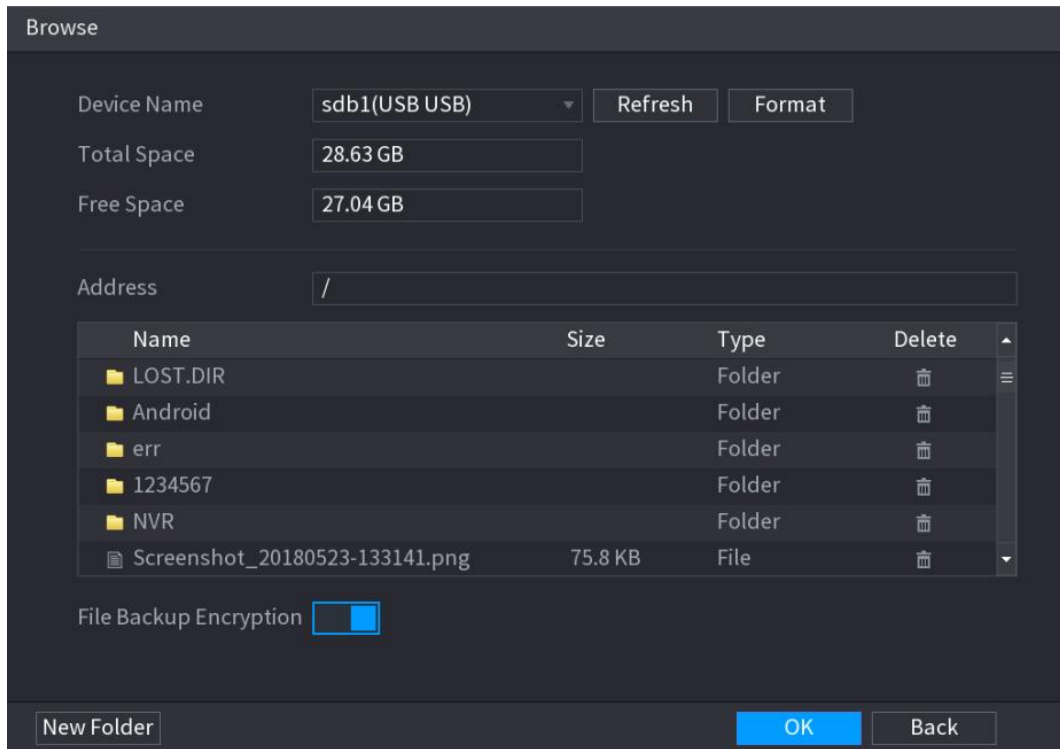 Browse
Device Name sdb1(USB USB) Refresh Format
Total Space 28.63 GB
Free Space 27.04 GB
Address /
Name Size Type Delete
LOST.DIR Folder
Android Folder
err Folder
1234567 Folder
NVR Folder
Screenshot_20180523-133141.png 75.8 KB File
File Backup Encryption
New Folder OK Back